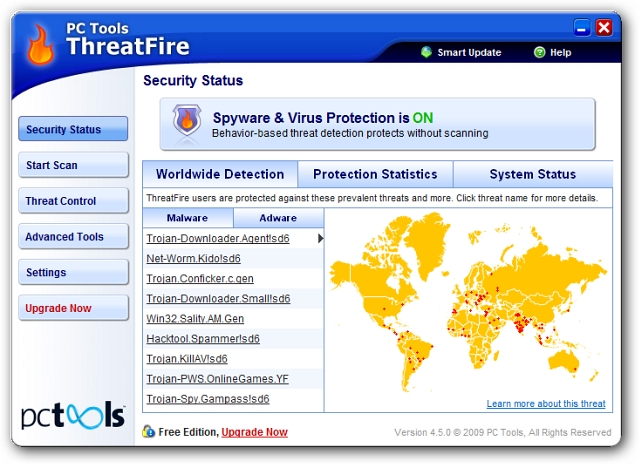 PC Tools
ThreatFire
Smart Update
Help
Security Status
Security Status
Start Scan
Threat Control
Advanced Tools
Settings
Upgrade Now
Spyware & Virus Protection is ON
Behavior-based threat detection protects without scanning
Worldwide Detection
Protection Statistics
System Status
ThreatFire users are protected against these prevalent threats and more. Click threat name for more details.
Malware
Adware
Trojan-Downloader.Agent!sd6
Net-Worm.Kido!sd6
Trojan.Conficker.c.gen
Trojan-Downloader.Small!sd6
Win32.Sality.AM.Gen
Hacktool.Spammer!sd6
Trojan.KillAV!sd6
Trojan-PWS.OnlineGames.YF
Trojan-Spy.Gampass!sd6
Learn more about this threat
pctools™
Free Edition, Upgrade Now
Version 4.5.0 © 2009 PC Tools, All Rights Reserved